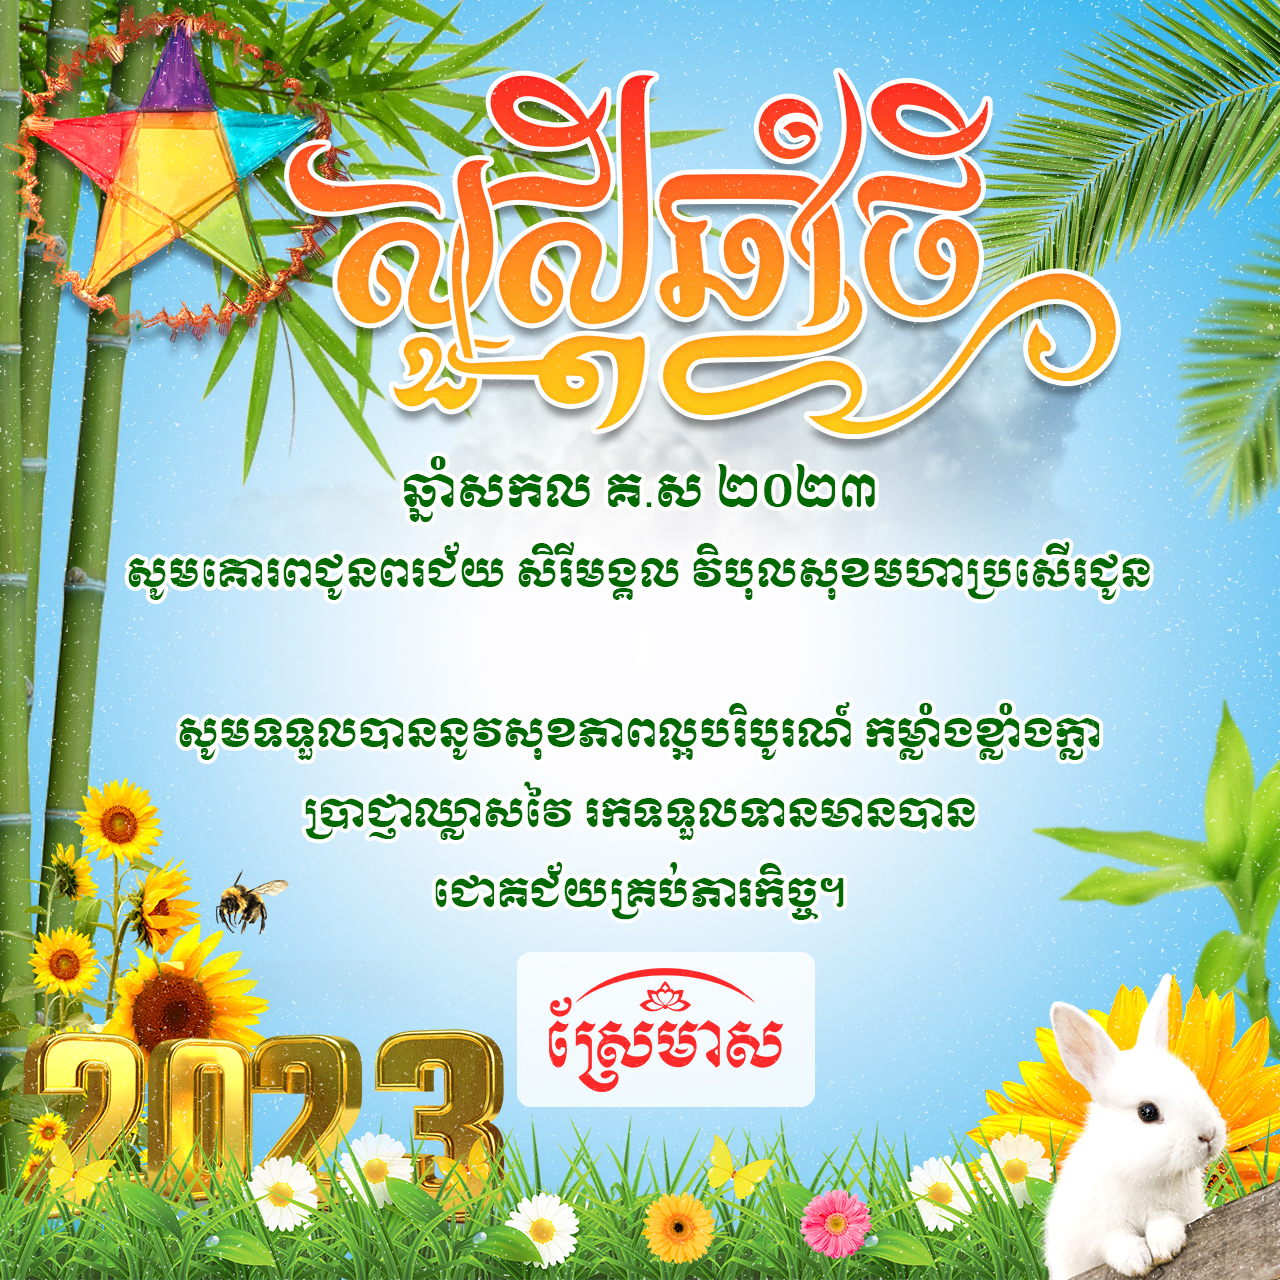 សួស្តីឆ្នាំថ្មី
ឆ្នាំសកល គ.ស ២០២៣
សូមគោរពជូនពរជ័យ សិរីមង្គល វិបុលសុខមហាប្រសើរជូន
សូមទទួលបាននូវសុខភាពល្អបរិបូរណ៍ កម្លាំងខ្លាំងក្លា
ប្រាជ្ញាឈ្លាសវៃ រកទទួលទានមានបាន
ជោគជ័យគ្រប់ភារកិច្ច។
ស្រែមាស
2023